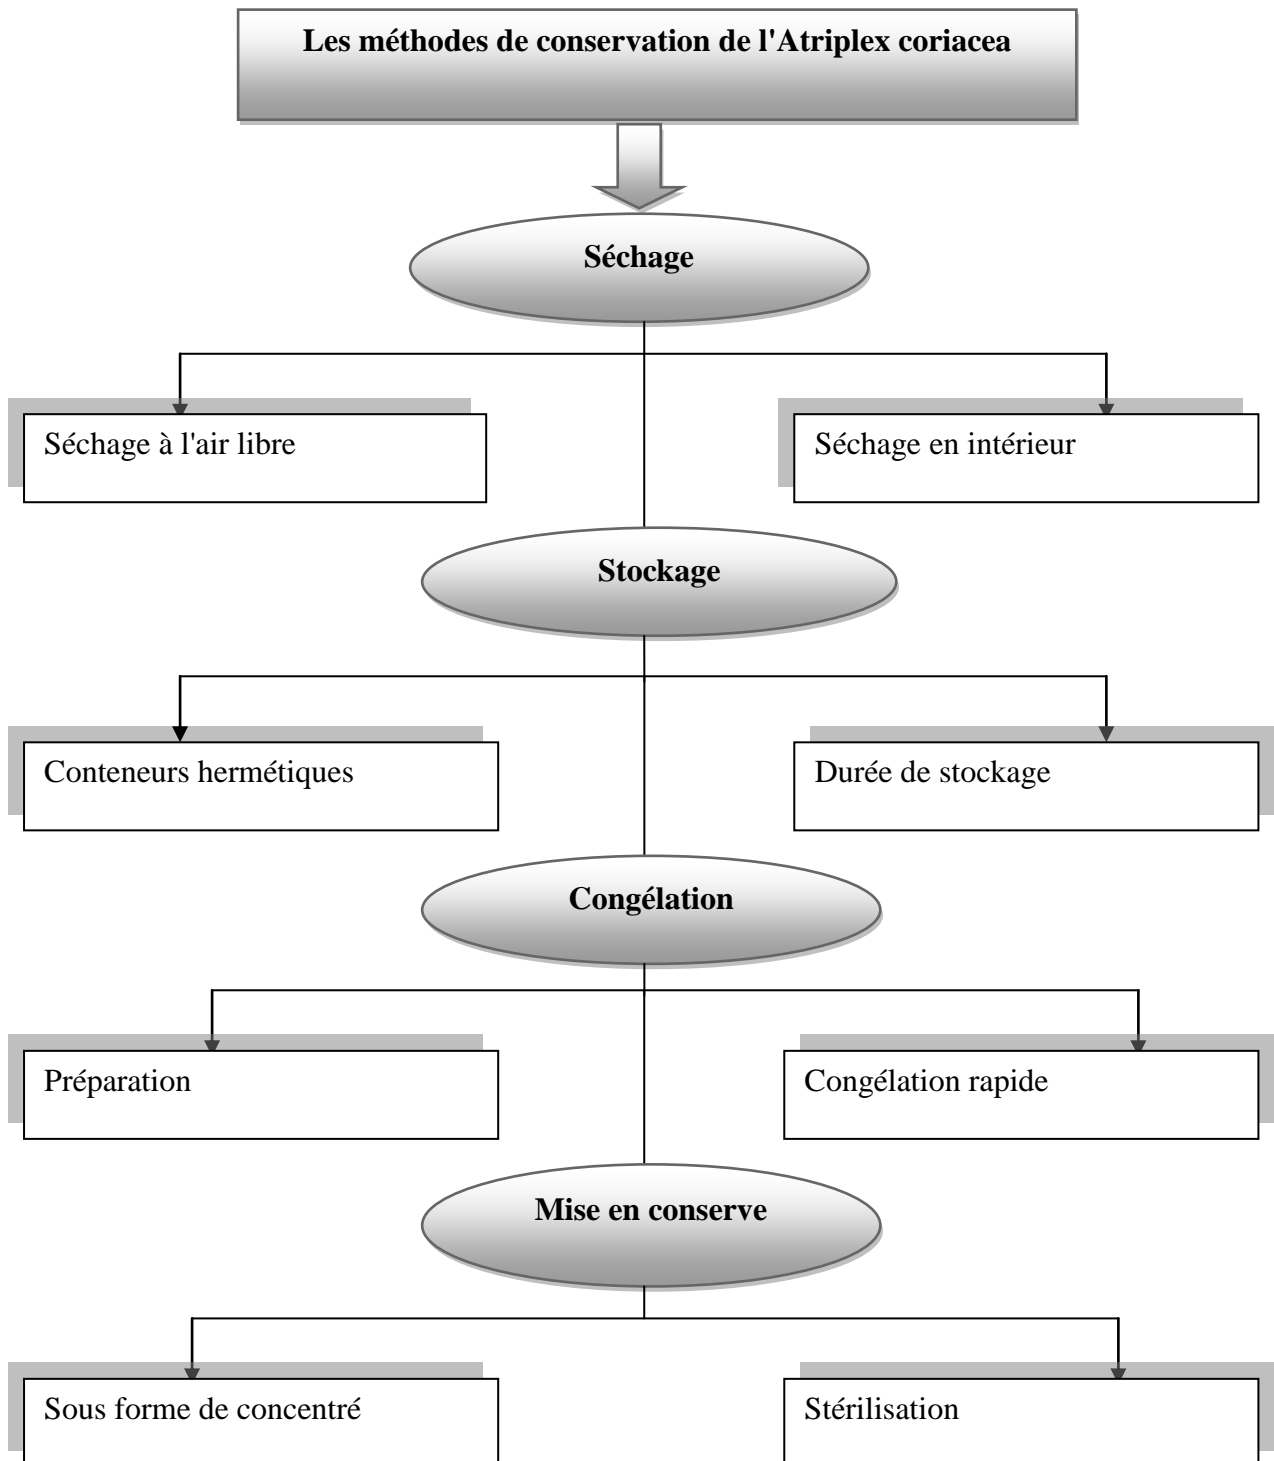 Les méthodes de conservation de l'Atriplex coriacea
Séchage
Séchage à l'air libre
Séchage en intérieur
Stockage
Conteneurs hermétiques
Durée de stockage
Congélation
Préparation
Congélation rapide
Mise en conserve
Sous forme de concentré
Stérilisation